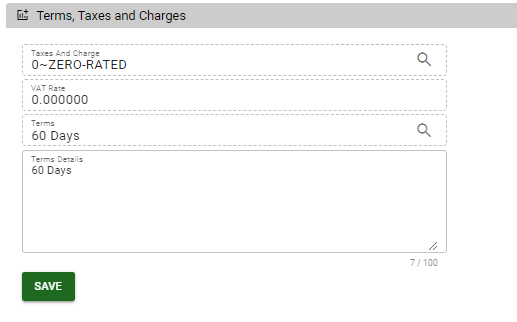 Terms, Taxes and Charges
Taxes And Charge
0~ZERO-RATED
VAT Rate
0.000000
Terms
60 Days
Terms Details
60 Days
7 / 100
SAVE